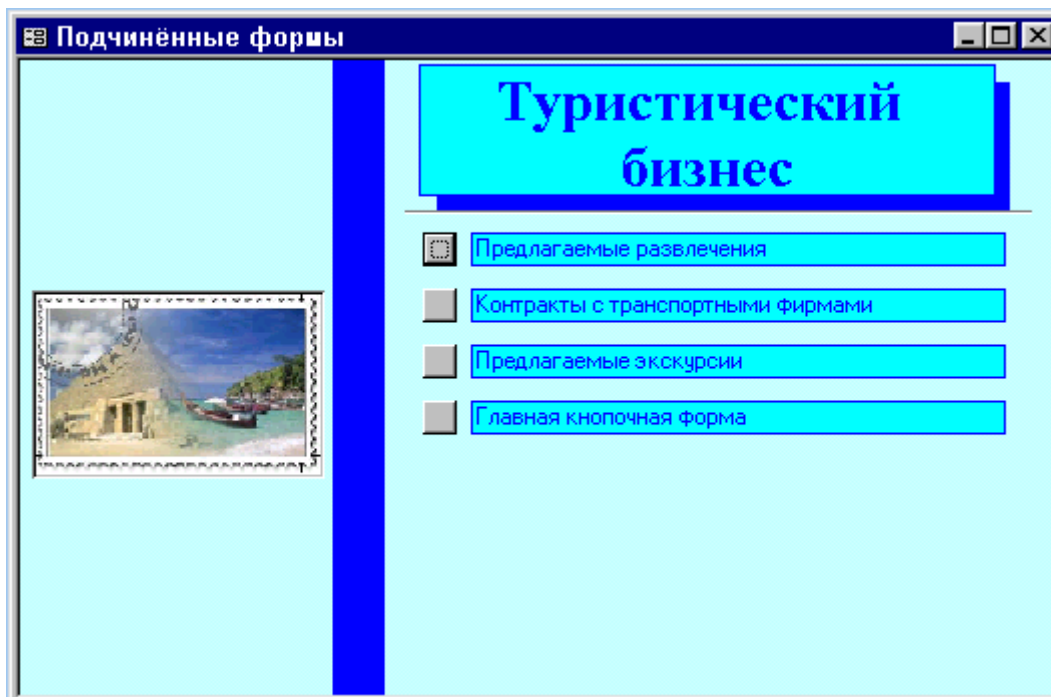 Подчинённые формы
Туристический
бизнес
Предлагаемые развлечения
Контракты с транспортными фирмами
Предлагаемые экскурсии
Главная кнопочная форма